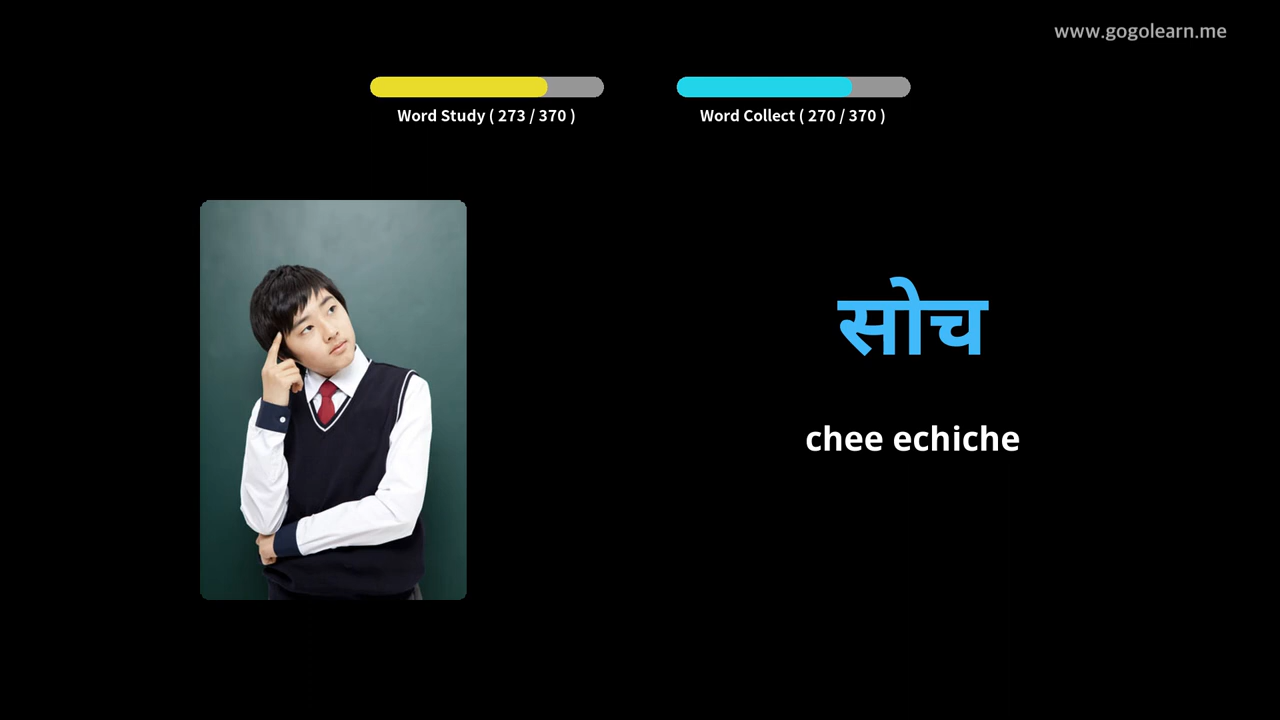 www.gogolearn.me
Word Study ( 273 / 370 )
Word Collect ( 270 / 370 )
सोच
chee echiche